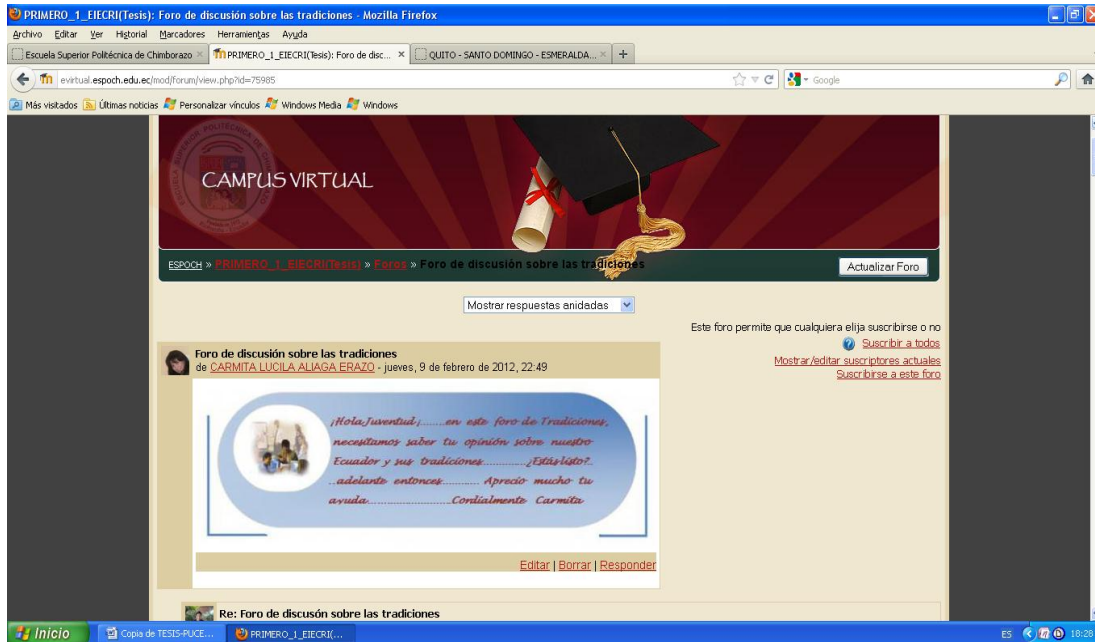 PRIMERO_1_EIECRI(Tesis): Foro de discusión sobre las tradiciones - Mozilla Firefox
Archivo Editar Ver Historial Marcadores Herramientas Ayuda
Escuela Superior Politécnica de Chimborazo
PRIMERO_1_EIECRI(Tesis): Foro de disc...
QUITO - SANTO DOMINGO - ESMERALDA...
evirtual.espoch.edu.ec/mod/forum/view.php?id=75985
Google
Más visitados Últimas noticias Personalizar vínculos Windows Media Windows
CAMPUS VIRTUAL
ESPOCH » PRIMERO_1_EIECRI(Tesis) » Foros » Foro de discusión sobre las tradiciones
Actualizar Foro
Mostrar respuestas anidadas
Este foro permite que cualquiera elija suscribirse o no
Suscribir a todos
Mostrar/editar suscriptores actuales
Suscribirse a este foro
Foro de discusión sobre las tradiciones
de CARMITA LUCILA ALIAGA ERAZO - jueves, 9 de febrero de 2012, 22:49
¡Hola Juventud¡........en este foro de Tradiciones,
necesitamos saber tu opinión sobre nuestro
Ecuador y sus tradiciones..............¿Estás listo?..
..adelante entonces............ Aprecio mucho tu
ayuda...........................Cordialmente Carmita
Editar | Borrar | Responder
Re: Foro de discusón sobre las tradiciones
Inicio
Copia de TESIS-PUCE...
PRIMERO_1_EIECRI(...
ES
18:28